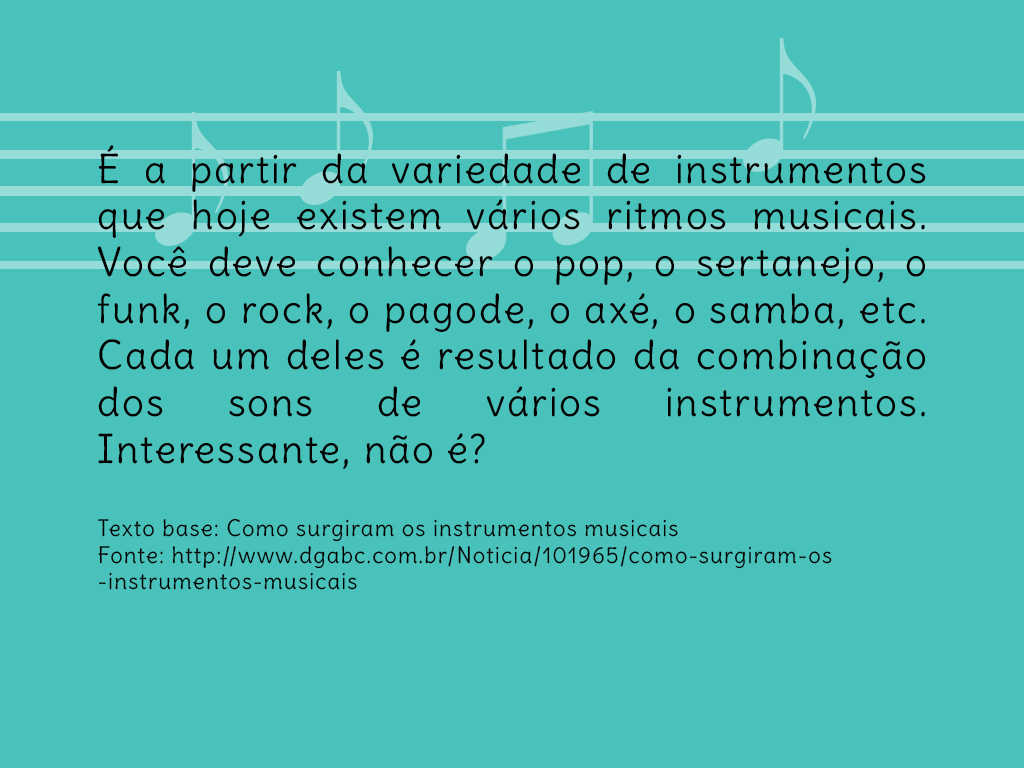 É a partir da variedade de instrumentos
que hoje existem vários ritmos musicais.
Você deve conhecer o pop, o sertanejo, o
funk, o rock, o pagode, o axé, o samba, etc.
Cada um deles é resultado da combinação
dos sons de vários instrumentos.
Interessante, não é?
Texto base: Como surgiram os instrumentos musicais
Fonte: http://www.dgabc.com.br/Noticia/101965/como-surgiram-os
-instrumentos-musicais